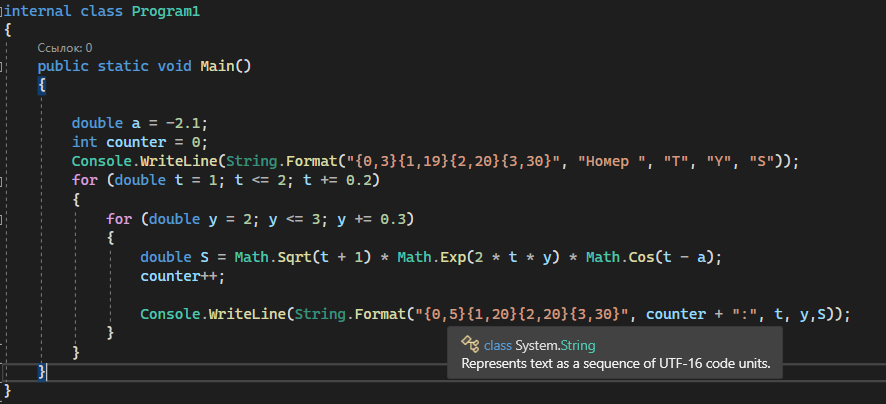 internal class Program1
{
Ссылок: 0
public static void Main()
{
double a = -2.1;
int counter = 0;
Console.WriteLine(String.Format("{0,3}{1,19}{2,20}{3,30}", "Номер ", "T", "Y", "S"));
for (double t = 1; t <= 2; t += 0.2)
{
for (double y = 2; y <= 3; y += 0.3)
{
double S = Math.Sqrt(t + 1) * Math.Exp(2 * t * y) * Math.Cos(t - a);
counter++;
Console.WriteLine(String.Format("{0,5}{1,20}{2,20}{3,30}", counter + ":", t, y,S));
}
class System.String
Represents text as a sequence of UTF-16 code units.
}
}
}